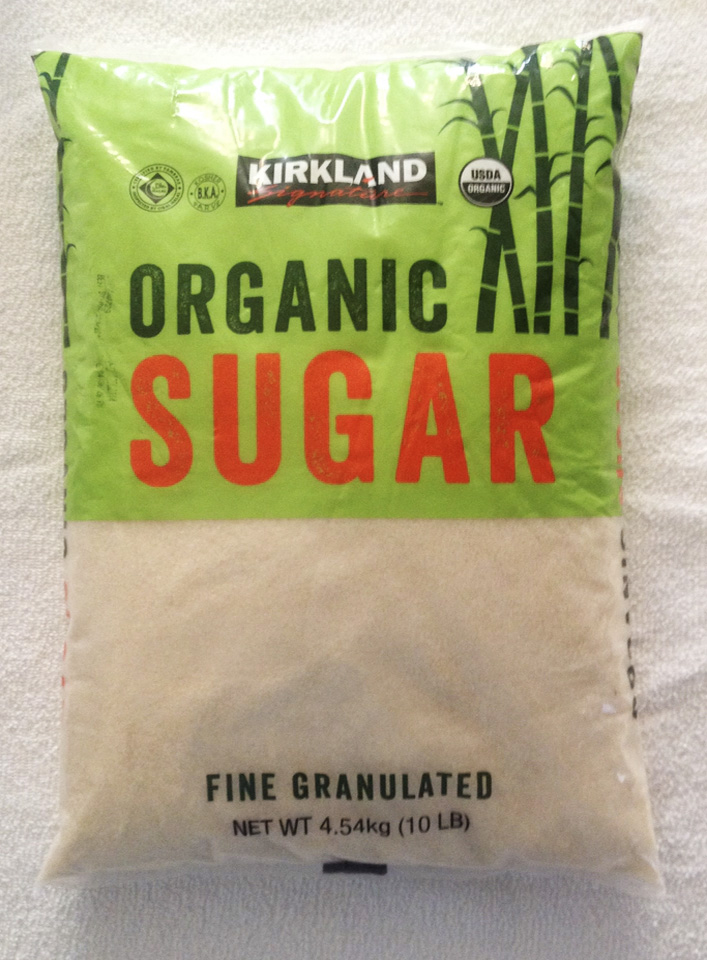 KIRKLAND
Signature
B.K.A.
USDA
ORGANIC
ORGANIC
SUGAR
FINE GRANULATED
NET WT 4.54kg (10 LB)